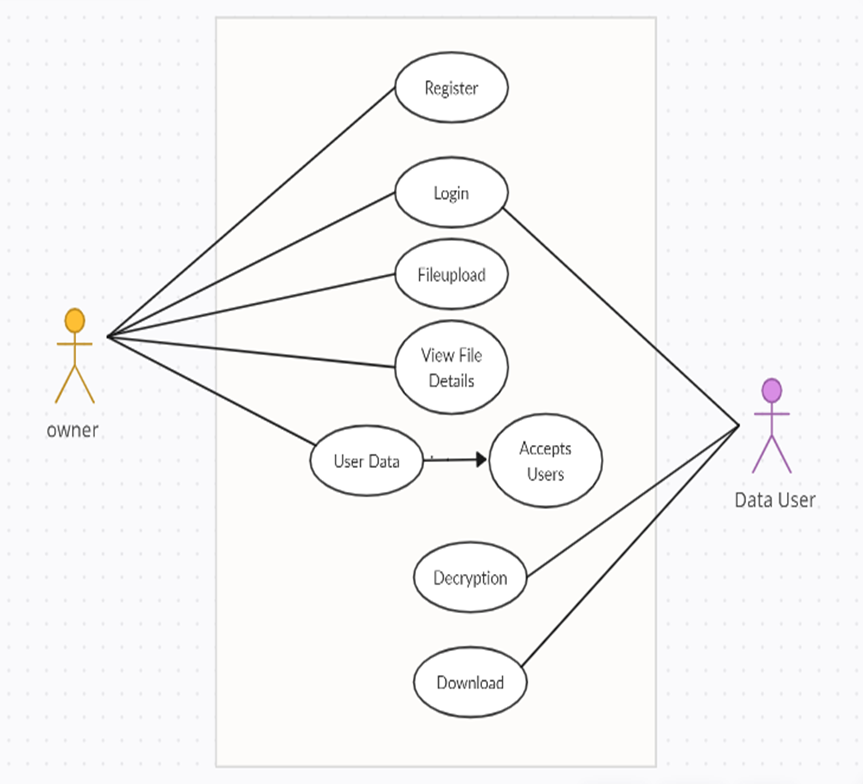 Register
Login
Fileupload
View File
Details
owner
User Data
Accepts
Users
Data User
Decryption
Download